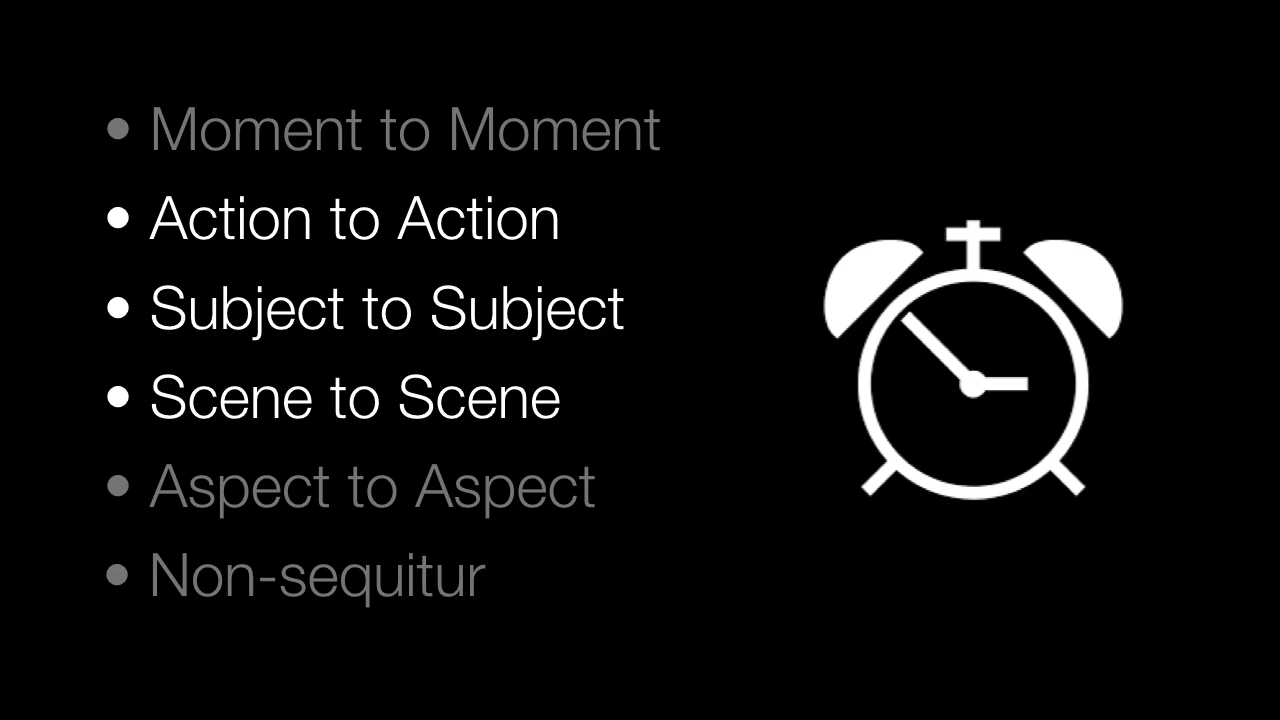 • Moment to Moment
• Action to Action
• Subject to Subject
• Scene to Scene
• Aspect to Aspect
• Non-sequitur